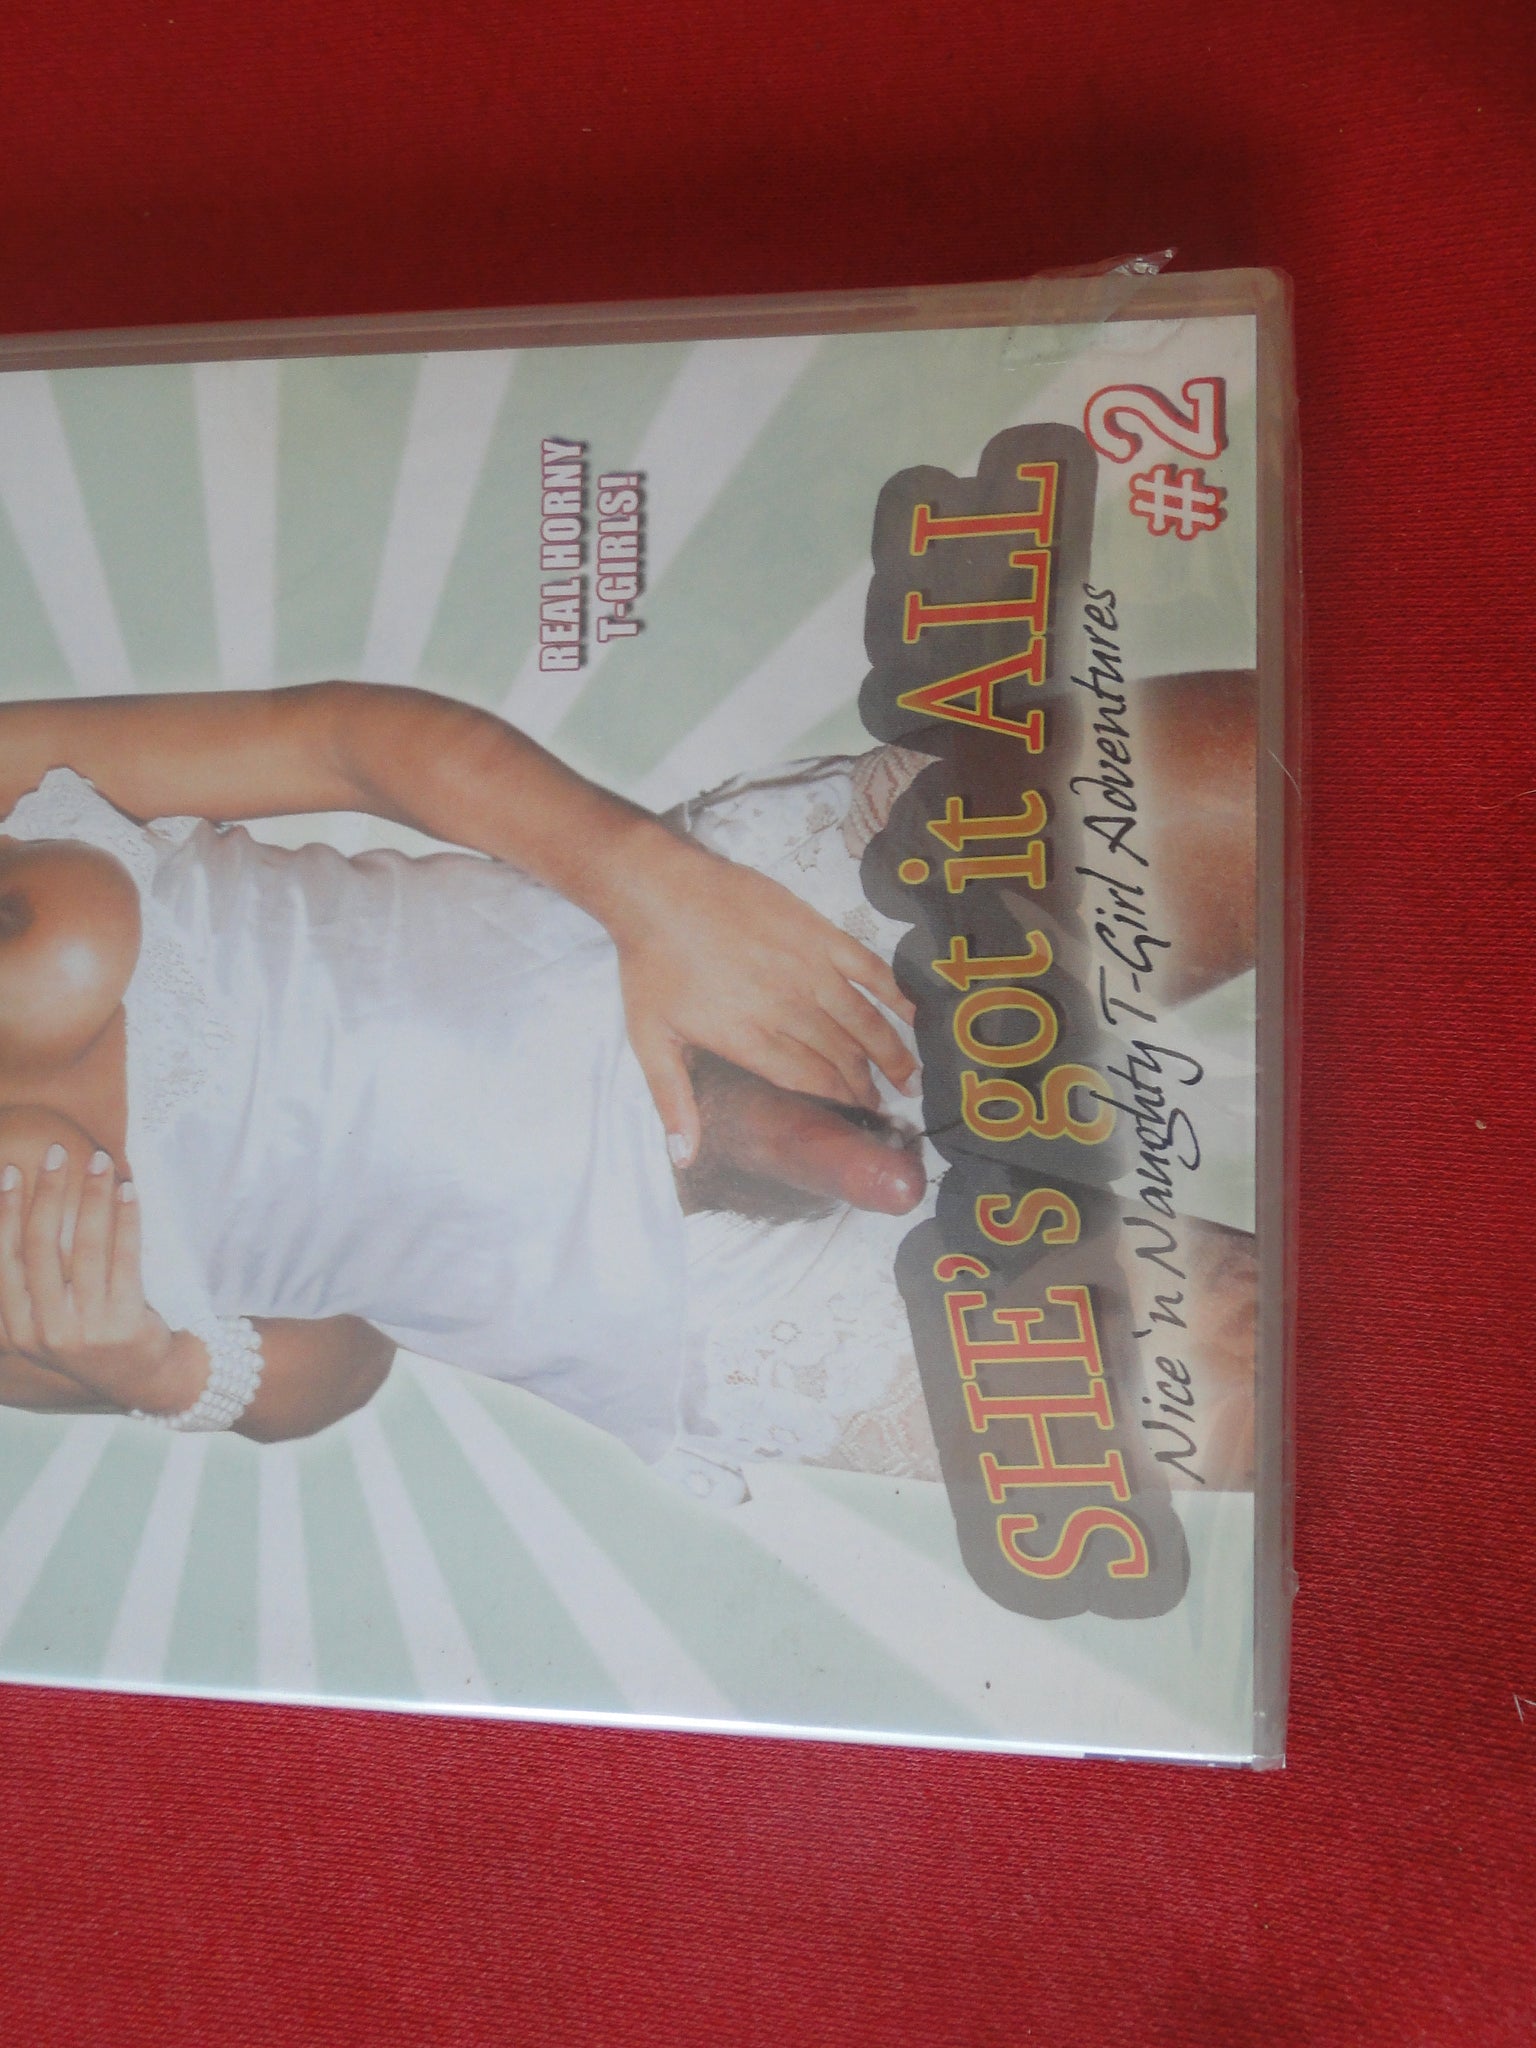 REAL HORNY
T-GIRLS!
SHE's got it ALL
Nice 'n Naughty T-Girl Adventures
#2